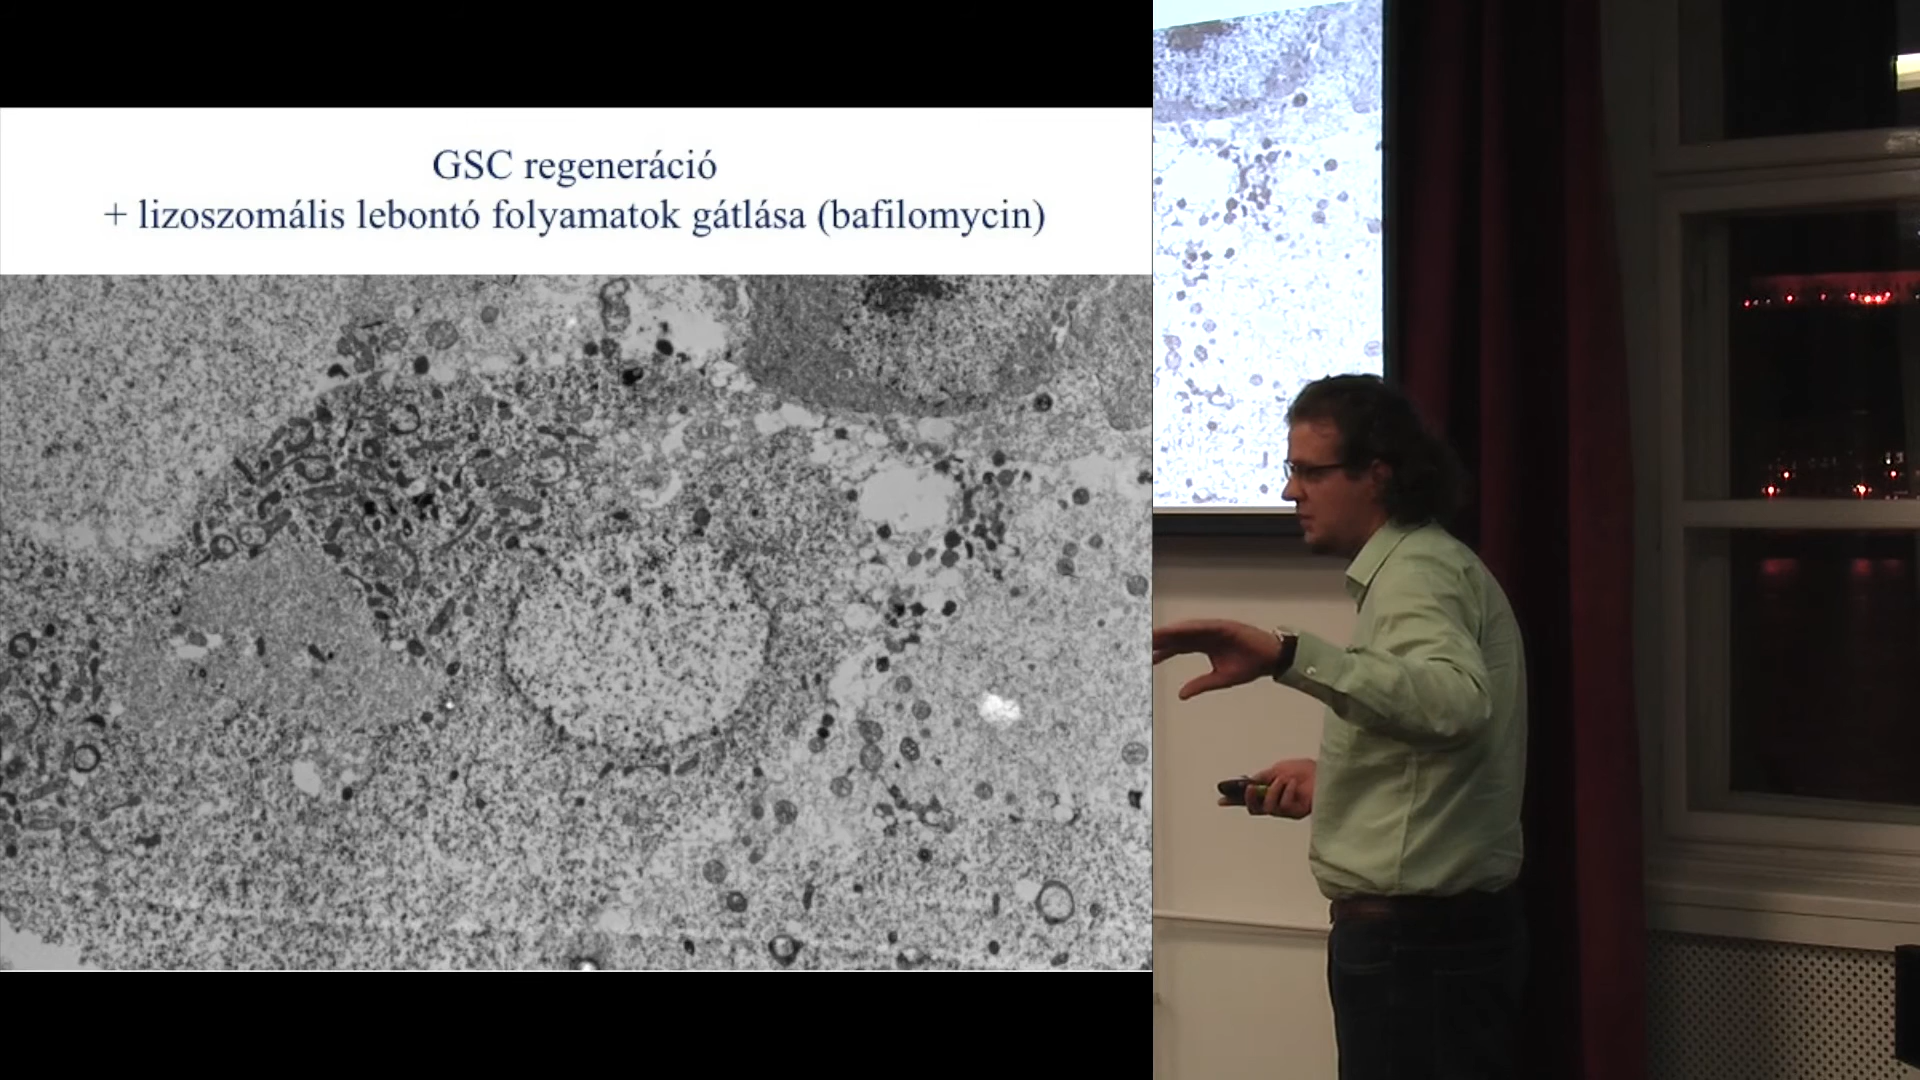 GSC regeneráció
+ lizoszomális lebontó folyamatok gátlása (bafilomycin)